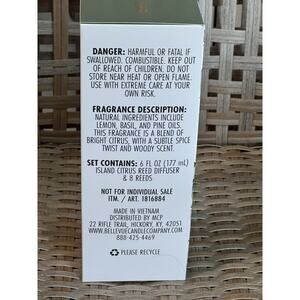 DANGER: HARMFUL OR FATAL IF
SWALLOWED. COMBUSTIBLE. KEEP OUT
OF REACH OF CHILDREN. DO NOT
STORE NEAR HEAT OR OPEN FLAME.
USE WITH EXTREME CARE AT YOUR
OWN RISK.
FRAGRANCE DESCRIPTION:
NATURAL INGREDIENTS INCLUDE
LEMON, BASIL, AND PINE OILS.
THIS FRAGRANCE IS A BLEND OF
BRIGHT CITRUS, WITH A SUBTLE SPICE
TWIST AND WOODY SCENT.
SET CONTAINS: 6 FL OZ (177 mL)
ISLAND CITRUS REED DIFFUSER
& 8 REEDS
NOT FOR INDIVIDUAL SALE
ITM. / ART. 1816884
MADE IN VIETNAM
DISTRIBUTED BY MCP
22 RIFLE TRAIL, HICKORY, KY, 42051
WWW.BELLEVUECANDLECOMPANY.COM
888-425-4469
PLEASE RECYCLE